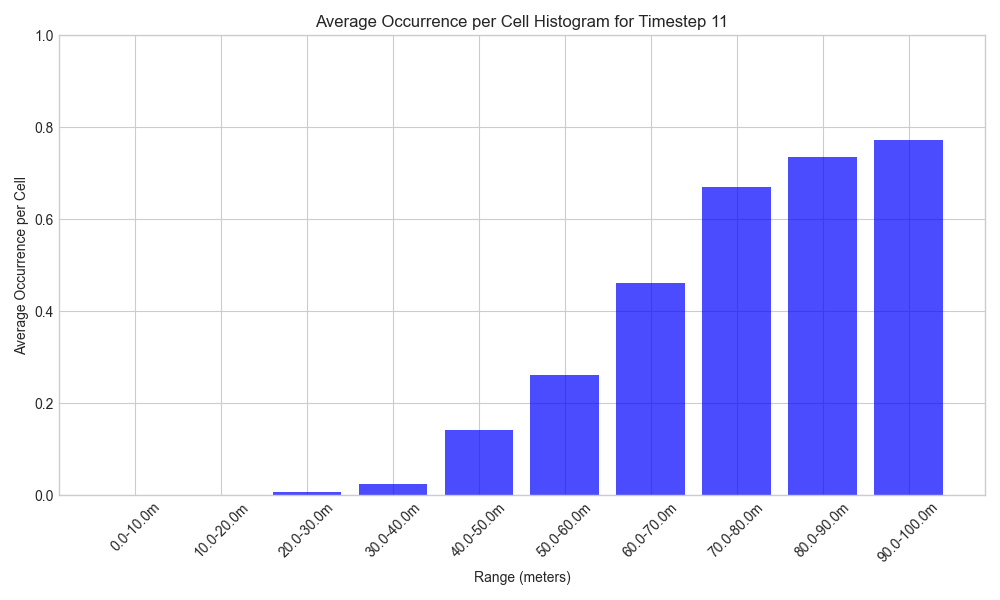 Average Occurrence per Cell Histogram for Timestep 11
1.0
0.8
0.6
0.4
0.2
0.0
Average Occurrence per Cell
0.0-10.0m
10.0-20.0m
20.0-30.0m
30.0-40.0m
40.0-50.0m
50.0-60.0m
60.0-70.0m
70.0-80.0m
80.0-90.0m
90.0-100.0m
Range (meters)